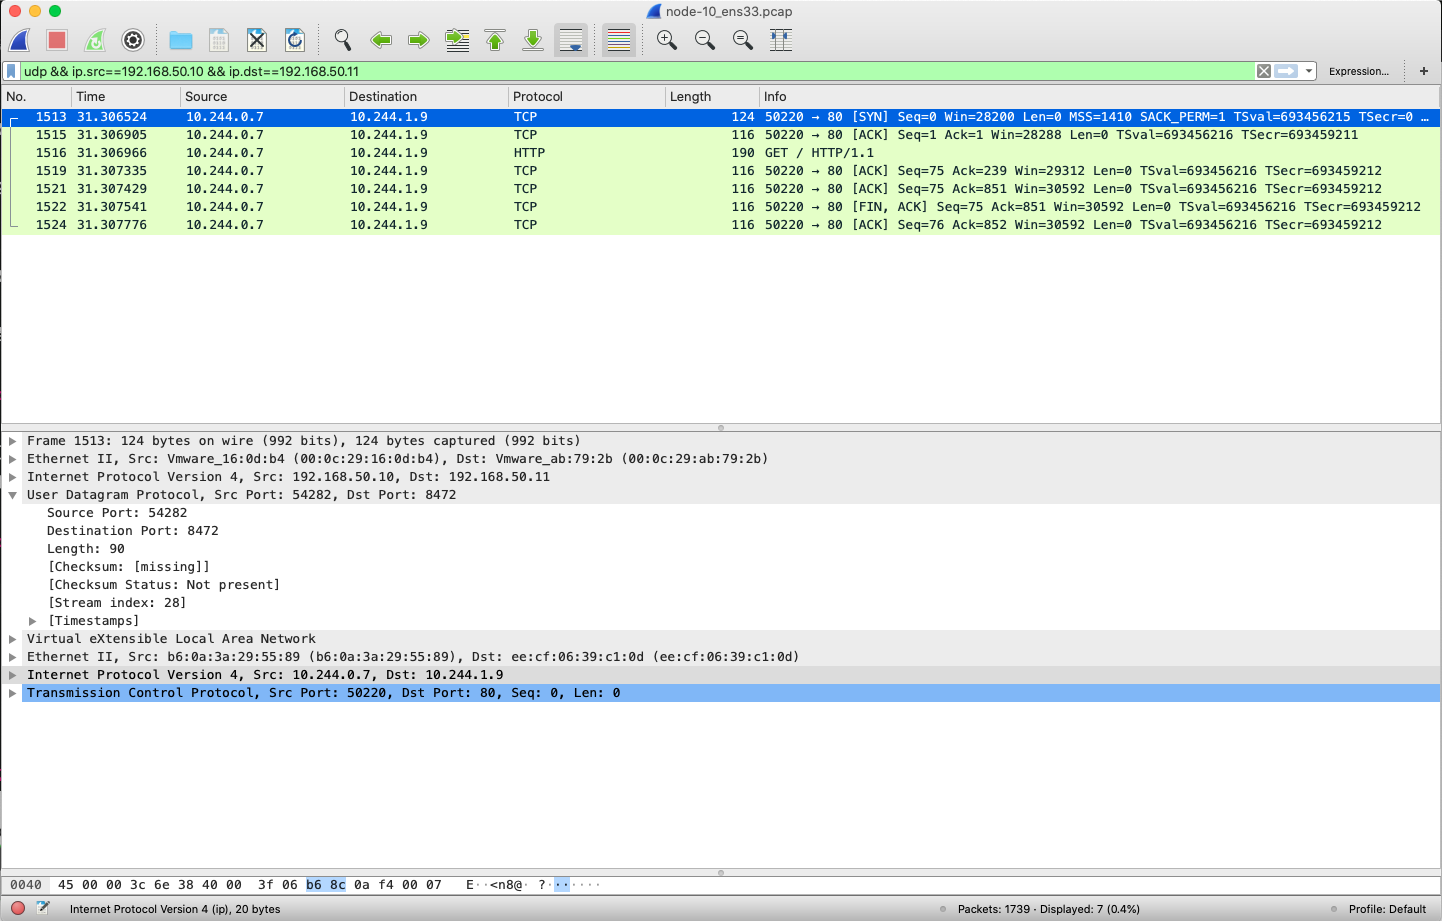 node-10_ens33.pcap
udp && ip.src==192.168.50.10 && ip.dst==192.168.50.11
Expression...
+
No. Time Source Destination Protocol Length Info
1513 31.306524 10.244.0.7 10.244.1.9 TCP 124 50220 → 80 [SYN] Seq=0 Win=28200 Len=0 MSS=1410 SACK_PERM=1 TSval=693456215 TSecr=0 …
1515 31.306905 10.244.0.7 10.244.1.9 TCP 116 50220 → 80 [ACK] Seq=1 Ack=1 Win=28288 Len=0 TSval=693456216 TSecr=693459211
1516 31.306966 10.244.0.7 10.244.1.9 HTTP 190 GET / HTTP/1.1
1519 31.307335 10.244.0.7 10.244.1.9 TCP 116 50220 → 80 [ACK] Seq=75 Ack=239 Win=29312 Len=0 TSval=693456216 TSecr=693459212
1521 31.307429 10.244.0.7 10.244.1.9 TCP 116 50220 → 80 [ACK] Seq=75 Ack=851 Win=30592 Len=0 TSval=693456216 TSecr=693459212
1522 31.307541 10.244.0.7 10.244.1.9 TCP 116 50220 → 80 [FIN, ACK] Seq=75 Ack=851 Win=30592 Len=0 TSval=693456216 TSecr=693459212
1524 31.307776 10.244.0.7 10.244.1.9 TCP 116 50220 → 80 [ACK] Seq=76 Ack=852 Win=30592 Len=0 TSval=693456216 TSecr=693459212
Frame 1513: 124 bytes on wire (992 bits), 124 bytes captured (992 bits)
Ethernet II, Src: Vmware_16:0d:b4 (00:0c:29:16:0d:b4), Dst: Vmware_ab:79:2b (00:0c:29:ab:79:2b)
Internet Protocol Version 4, Src: 192.168.50.10, Dst: 192.168.50.11
User Datagram Protocol, Src Port: 54282, Dst Port: 8472
Source Port: 54282
Destination Port: 8472
Length: 90
[Checksum: [missing]]
[Checksum Status: Not present]
[Stream index: 28]
[Timestamps]
Virtual eXtensible Local Area Network
Ethernet II, Src: b6:0a:3a:29:55:89 (b6:0a:3a:29:55:89), Dst: ee:cf:06:39:c1:0d (ee:cf:06:39:c1:0d)
Internet Protocol Version 4, Src: 10.244.0.7, Dst: 10.244.1.9
Transmission Control Protocol, Src Port: 50220, Dst Port: 80, Seq: 0, Len: 0
0040 45 00 00 3c 6e 38 40 00 3f 06 b6 8c 0a f4 00 07 E··<n8@· ?·······
Internet Protocol Version 4 (ip), 20 bytes
Packets: 1739 · Displayed: 7 (0.4%)
Profile: Default